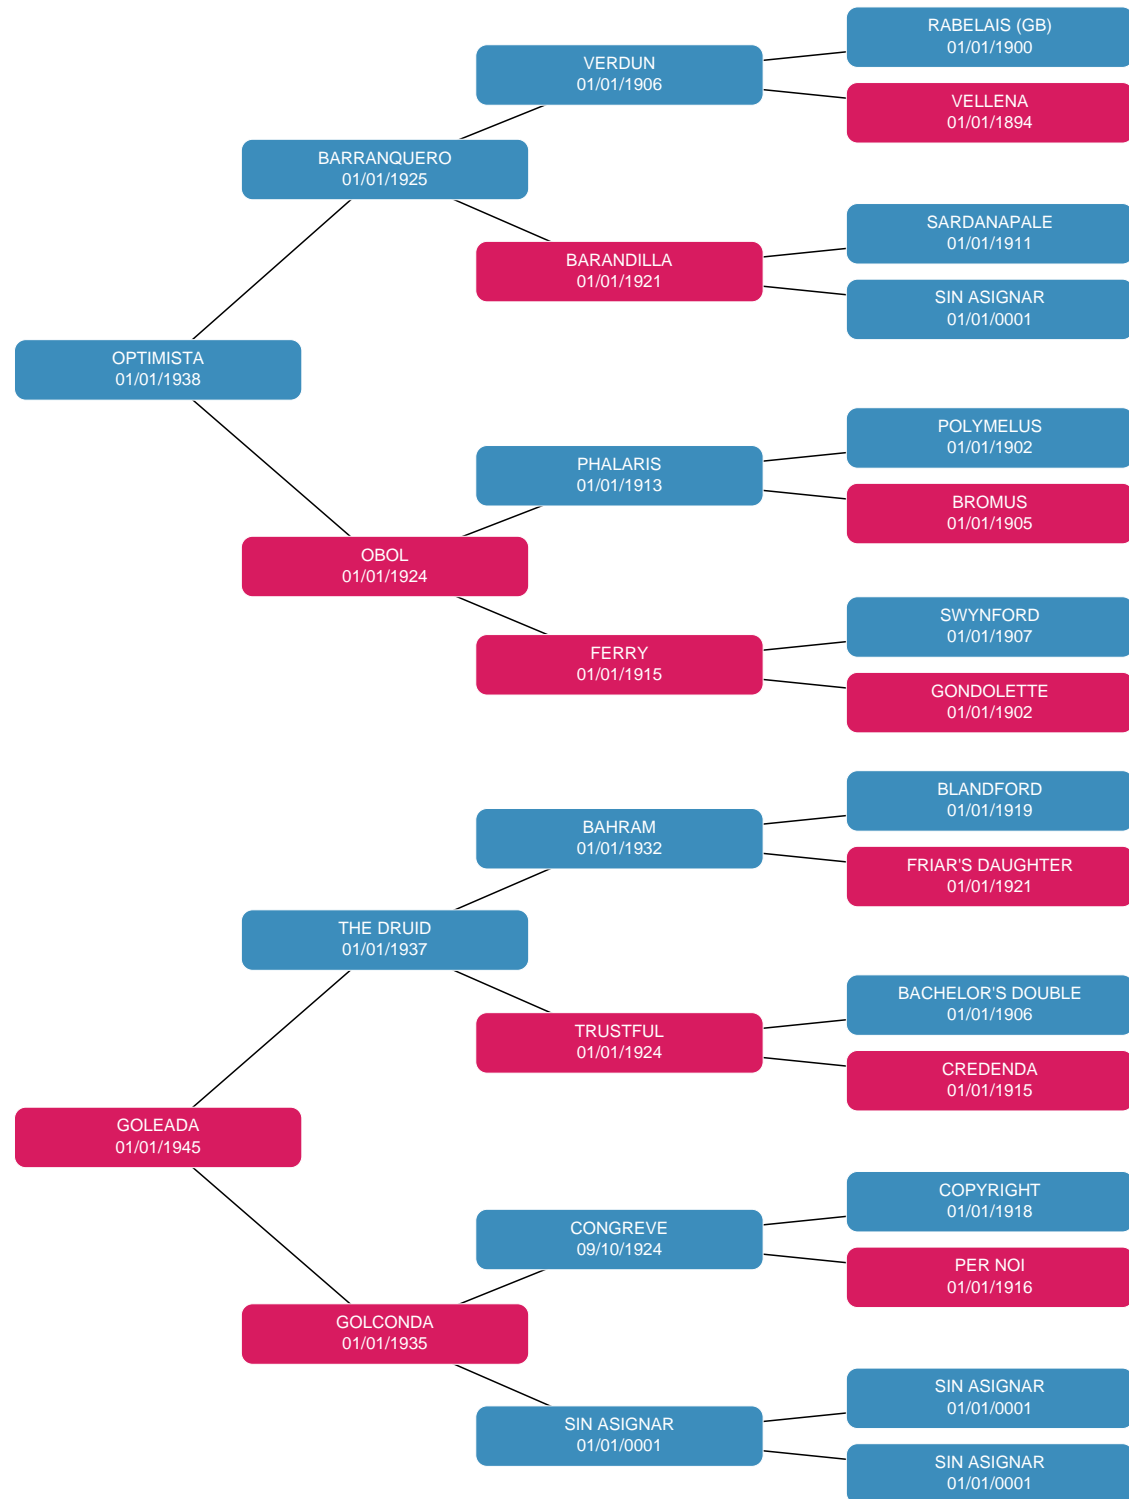 RABELAIS (GB)
01/01/1900
VERDUN
01/01/1906
VELLENA
01/01/1894
BARRANQUERO
01/01/1925
SARDANAPALE
01/01/1911
BARANDILLA
01/01/1921
SIN ASIGNAR
01/01/0001
OPTIMISTA
01/01/1938
POLYMELUS
01/01/1902
PHALARIS
01/01/1913
BROMUS
01/01/1905
OBOL
01/01/1924
SWYNFORD
01/01/1907
FERRY
01/01/1915
GONDOLETTE
01/01/1902
BLANDFORD
01/01/1919
BAHRAM
01/01/1932
FRIAR'S DAUGHTER
01/01/1921
THE DRUID
01/01/1937
BACHELOR'S DOUBLE
01/01/1906
TRUSTFUL
01/01/1924
CREDENDA
01/01/1915
GOLEADA
01/01/1945
COPYRIGHT
01/01/1918
CONGREVE
09/10/1924
PER NOI
01/01/1916
GOLCONDA
01/01/1935
SIN ASIGNAR
01/01/0001
SIN ASIGNAR
01/01/0001
SIN ASIGNAR
01/01/0001